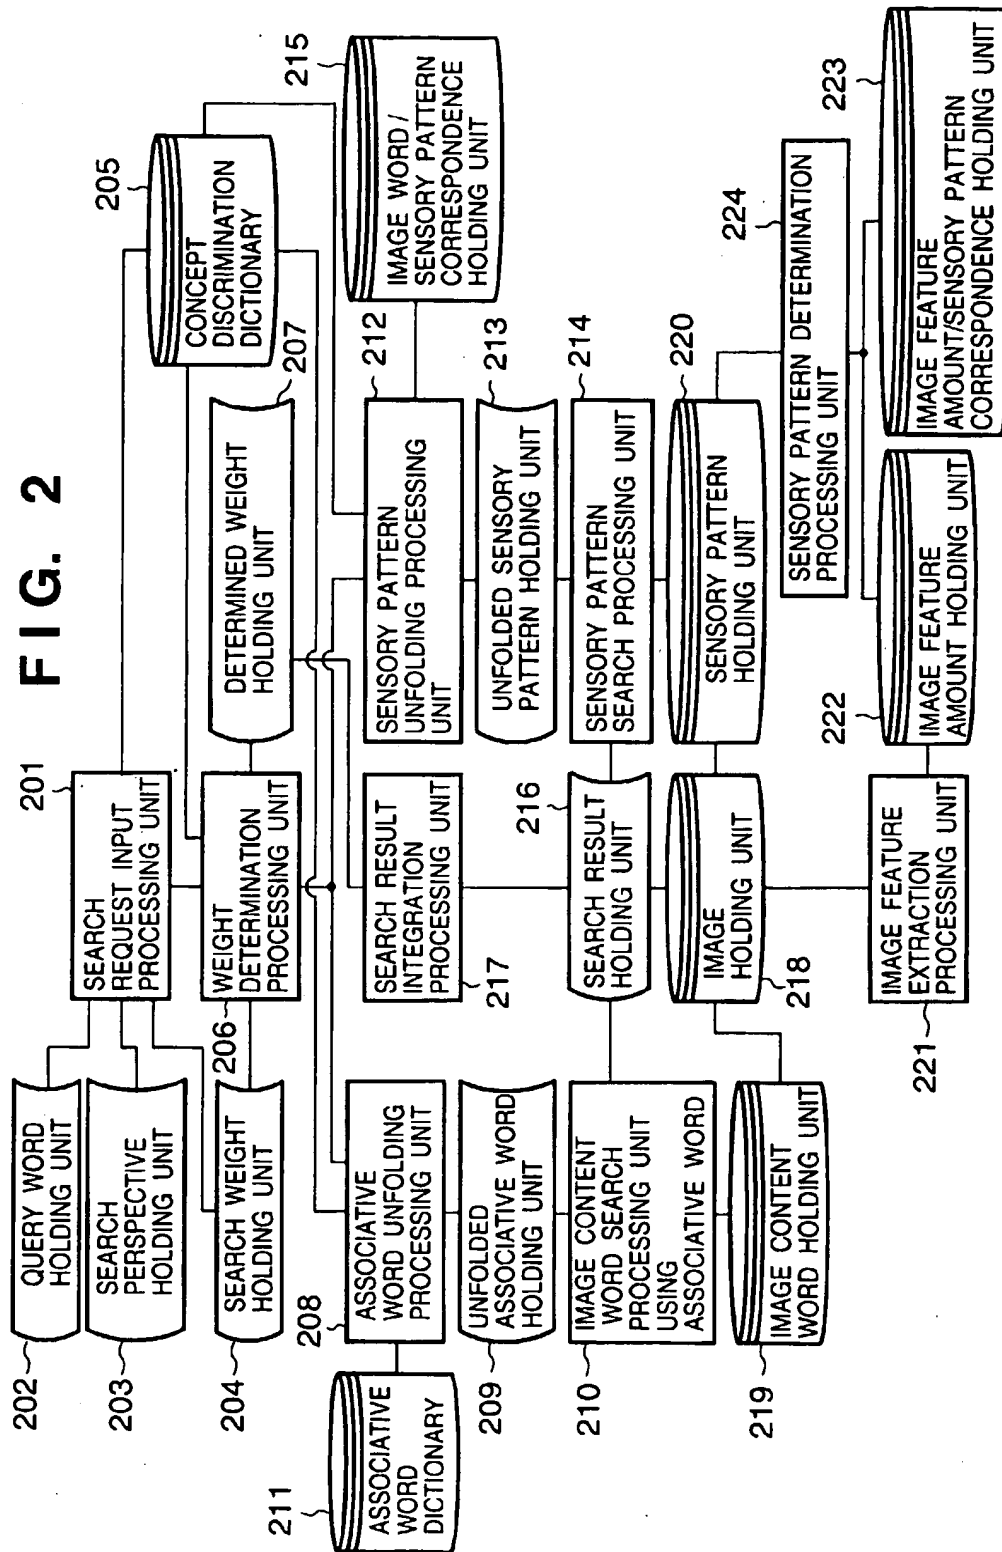 FIG. 2
201
SEARCH
REQUEST INPUT
PROCESSING UNIT
202
QUERY WORD
HOLDING UNIT
203
SEARCH
PERSPECTIVE
HOLDING UNIT
204
SEARCH WEIGHT
HOLDING UNIT
205
CONCEPT
DISCRIMINATION
DICTIONARY
206
WEIGHT
DETERMINATION
PROCESSING UNIT
207
DETERMINED WEIGHT
HOLDING UNIT
211
ASSOCIATIVE
WORD
DICTIONARY
208
ASSOCIATIVE
WORD UNFOLDING
PROCESSING UNIT
217
SEARCH RESULT
INTEGRATION
PROCESSING UNIT
212
SENSORY PATTERN
UNFOLDING PROCESSING
UNIT
215
IMAGE WORD/
SENSORY PATTERN
CORRESPONDENCE
HOLDING UNIT
209
UNFOLDED
ASSOCIATIVE WORD
HOLDING UNIT
213
UNFOLDED SENSORY
PATTERN HOLDING UNIT
210
IMAGE CONTENT
WORD SEARCH
PROCESSING UNIT
USING
ASSOCIATIVE WORD
216
SEARCH RESULT
HOLDING UNIT
214
SENSORY PATTERN
SEARCH PROCESSING UNIT
219
IMAGE CONTENT
WORD HOLDING UNIT
218
IMAGE
HOLDING UNIT
220
SENSORY PATTERN
HOLDING UNIT
224
SENSORY PATTERN DETERMINATION
PROCESSING UNIT
221
IMAGE FEATURE
EXTRACTION
PROCESSING UNIT
222
IMAGE FEATURE
AMOUNT HOLDING UNIT
223
IMAGE FEATURE
AMOUNT/SENSORY PATTERN
CORRESPONDENCE HOLDING UNIT